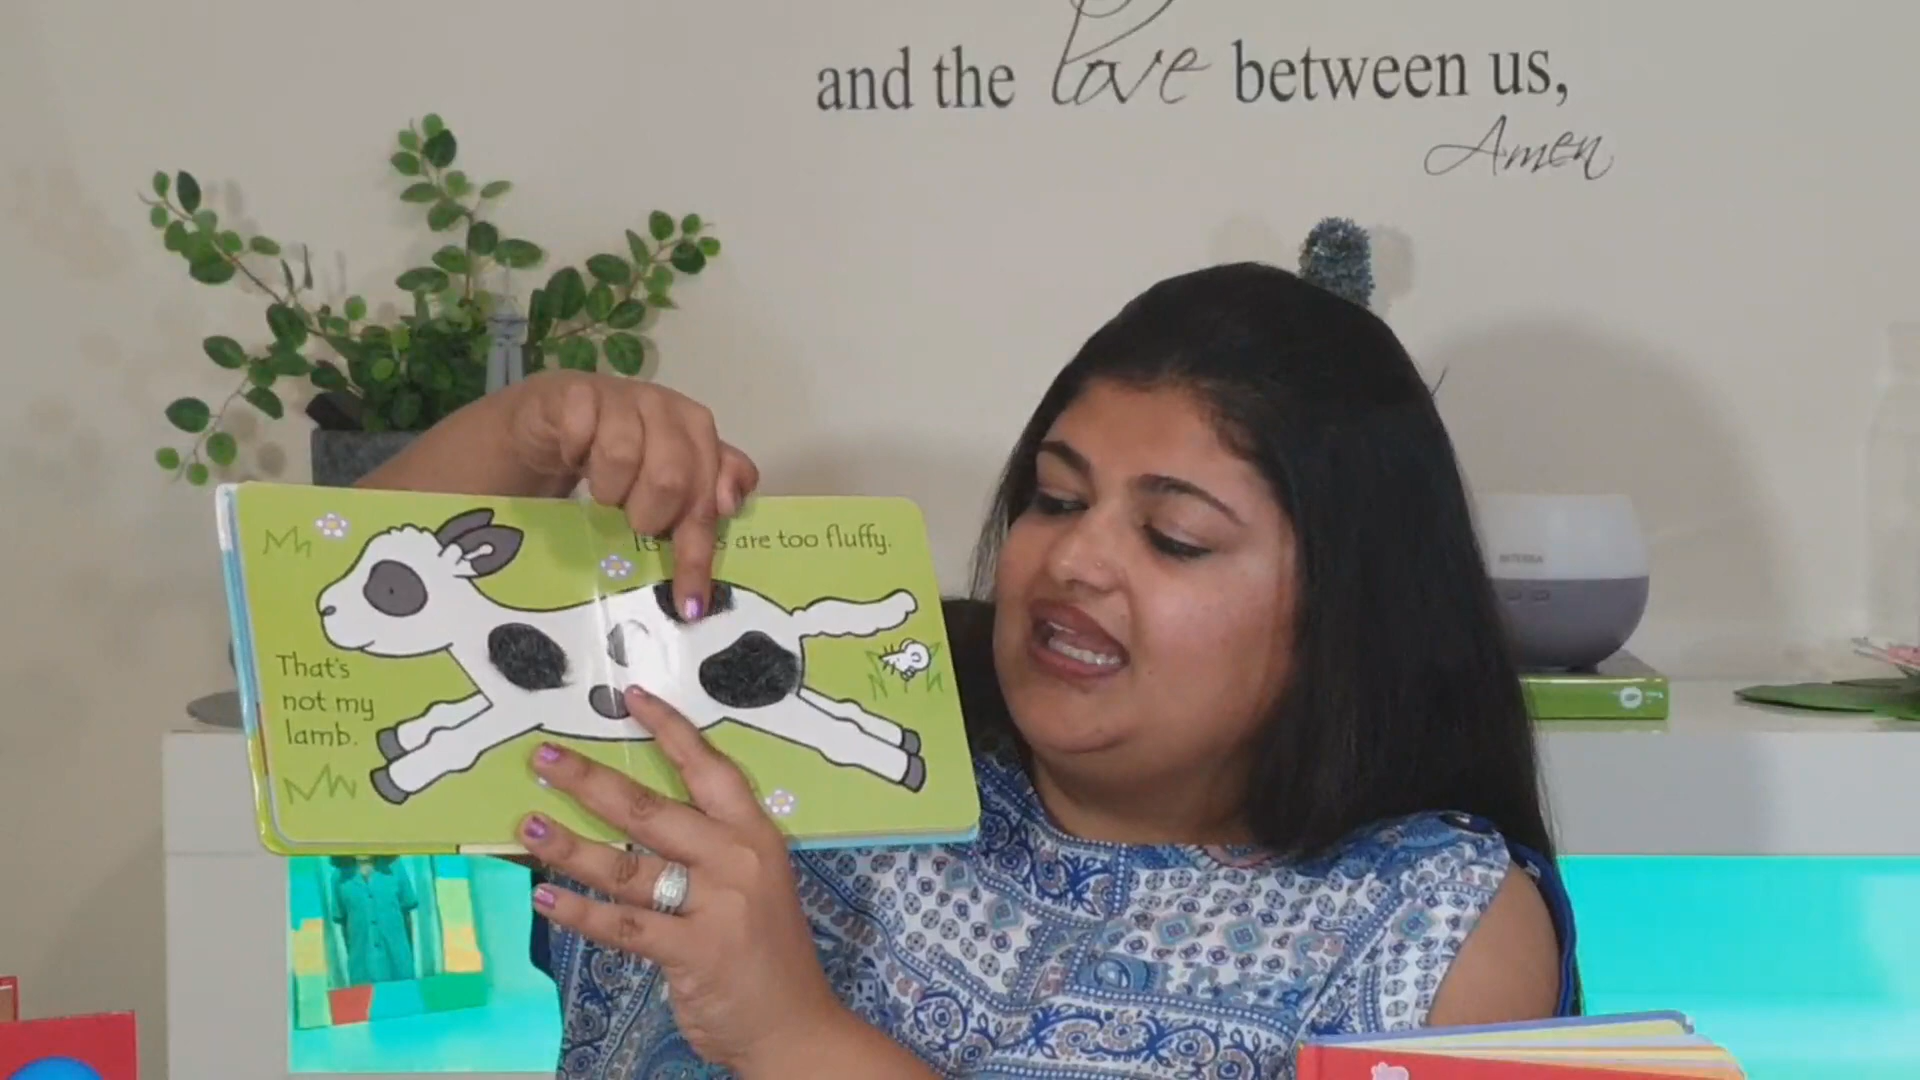 and the love between us,
Amen
are too fluffy.
That's
not my
lamb.